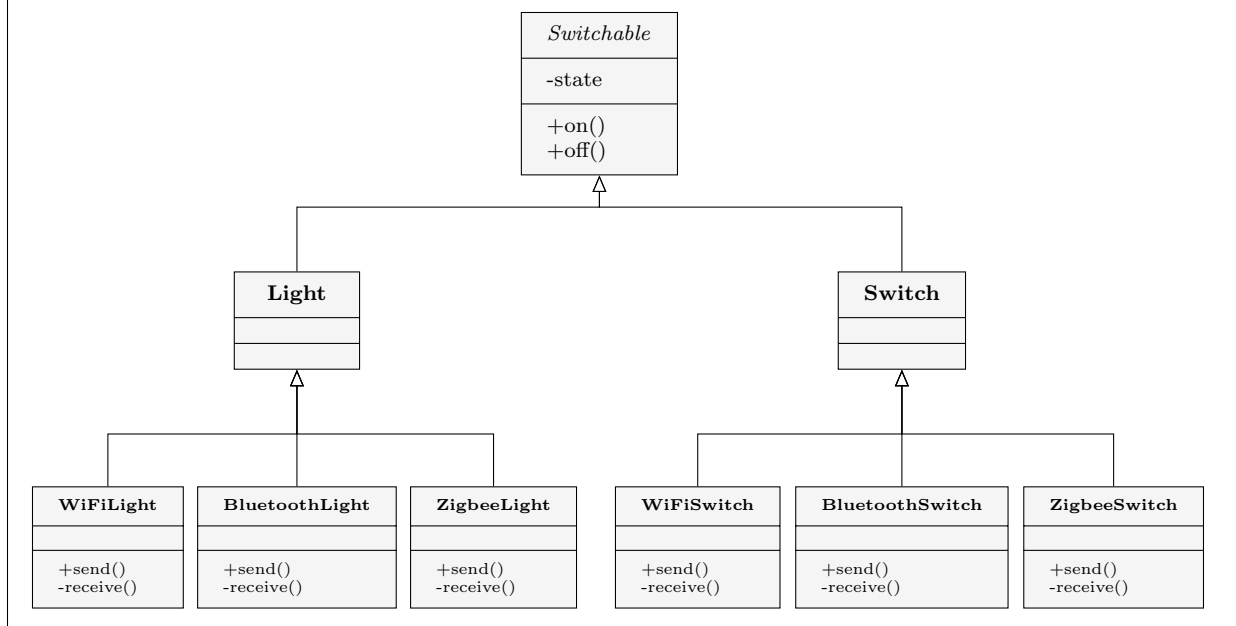 Switchable
-state
+on()
+off()
Light
Switch
WiFiLight
+send()
-receive()
BluetoothLight
+send()
-receive()
ZigbeeLight
+send()
-receive()
WiFiSwitch
+send()
-receive()
BluetoothSwitch
+send()
-receive()
ZigbeeSwitch
+send()
-receive()